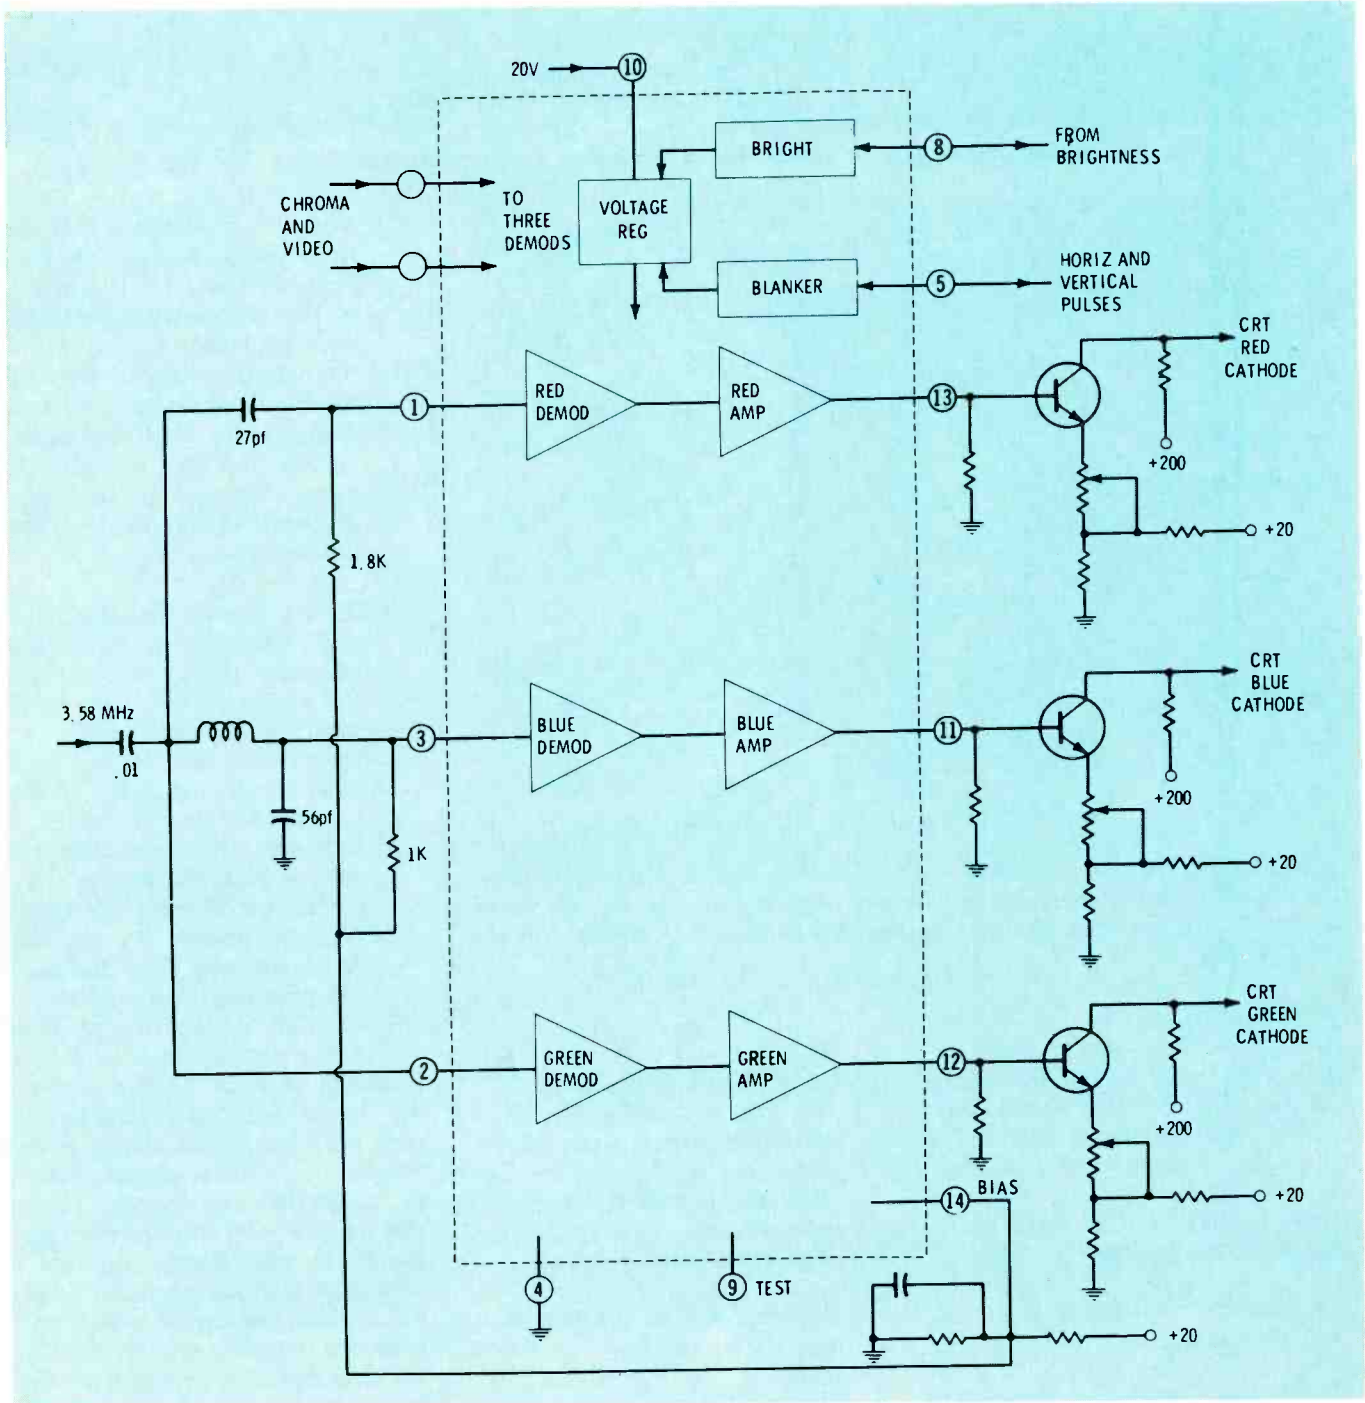 20V
10
BRIGHT
8
FROM
BRIGHTNESS
CHROMA
AND
VIDEO
TO
THREE
DEMODS
VOLTAGE
REG
BLANKER
5
HORIZ AND
VERTICAL
PULSES
CRT
RED
CATHODE
27pf
1
RED
DEMOD
RED
AMP
13
+200
+20
1.8K
CRT
BLUE
CATHODE
3.58 MHz
.01
56pf
1K
3
BLUE
DEMOD
BLUE
AMP
11
+200
+20
CRT
GREEN
CATHODE
2
GREEN
DEMOD
GREEN
AMP
12
+200
+20
14
BIAS
4
9
TEST
+20